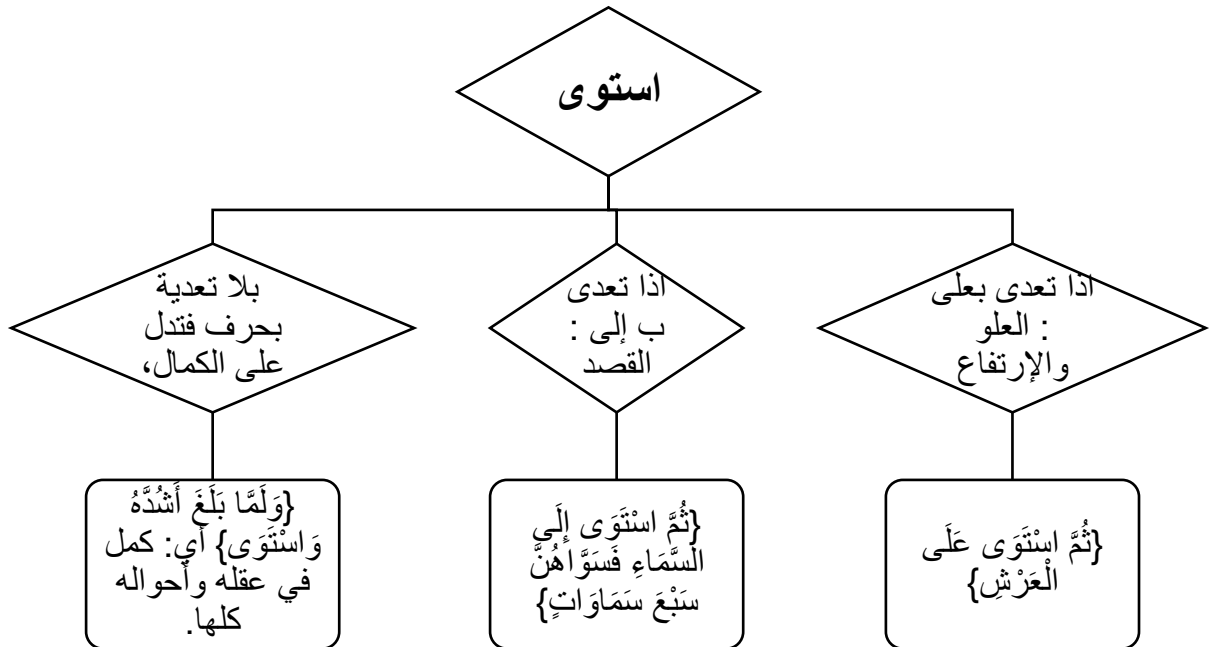 استوى
اذا تعدى بعلى
: العلو
والإرتفاع
اذا تعدى
ب إلى :
القصد
بلا تعدية
بحرف فتدل
على الكمال،
{ثُمَّ اسْتَوَى عَلَى
الْعَرْشِ}
{ثُمَّ اسْتَوَى إِلَى
السَّمَاءِ فَسَوَّاهُنَّ
سَبْعَ سَمَاوَاتٍ}
{وَلَمَّا بَلَغَ أَشُدَّهُ
وَاسْتَوَى} أي: كمل
في عقله وأحواله
كلها.